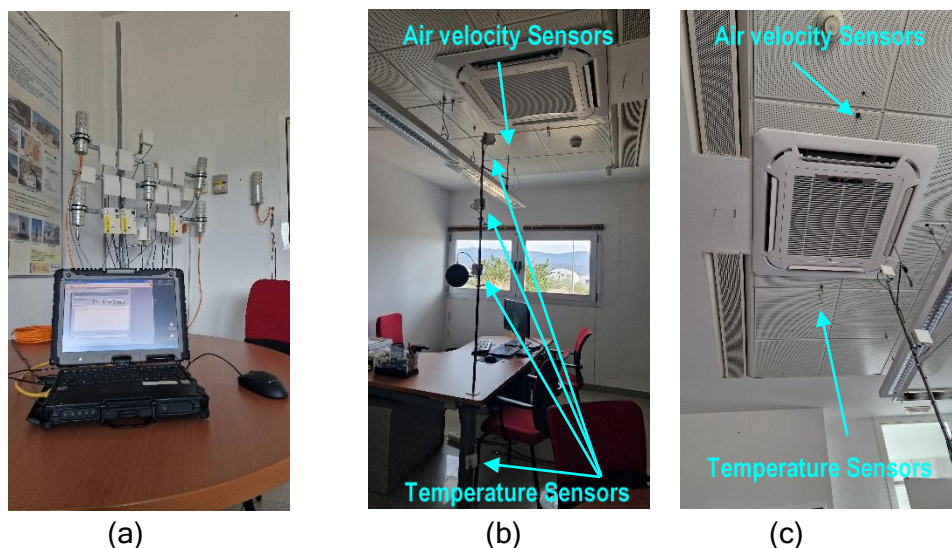 Air velocity Sensors
Temperature Sensors
Air velocity Sensors
Temperature Sensors
(a)
(b)
(c)